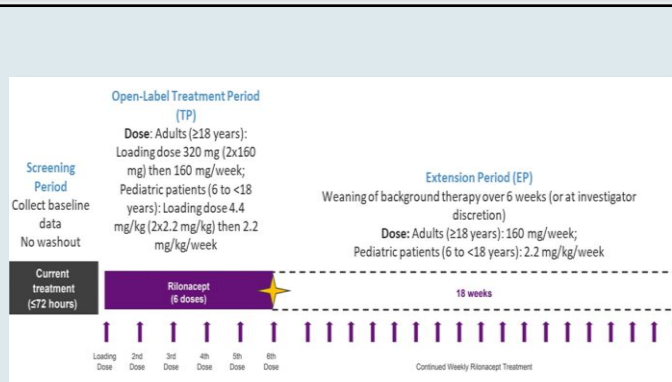 Open-Label Treatment Period
(TP)
Dose: Adults (≥18 years):
Loading dose 320 mg (2x160
mg) then 160 mg/week;
Pediatric patients (6 to <18
years): Loading dose 4.4
mg/kg (2x2.2 mg/kg) then 2.2
mg/kg/week
Screening
Period
Collect baseline
data
No washout
Extension Period (EP)
Weaning of background therapy over 6 weeks (or at investigator
discretion)
Dose: Adults (≥18 years): 160 mg/week;
Pediatric patients (6 to <18 years): 2.2 mg/kg/week
Current
treatment
(≤72 hours)
Rilonacept
(6 doses)
18 weeks
Loading
Dose
2nd
Dose
3rd
Dose
4th
Dose
5th
Dose
6th
Dose
Continued Weekly Rilonacept Treatment